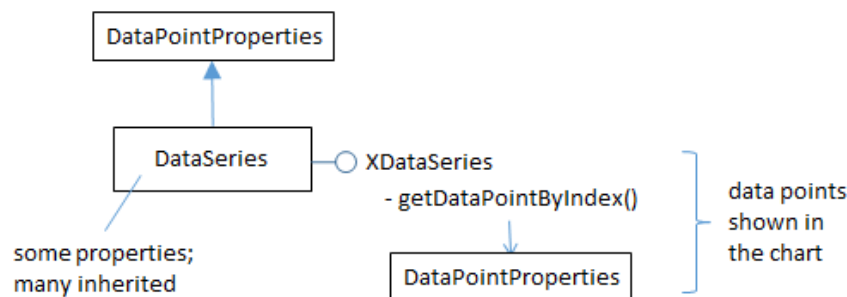 DataPointProperties
DataSeries
XDataSeries
- getDataPointByIndex()
data points
shown in
the chart
some properties;
many inherited
DataPointProperties